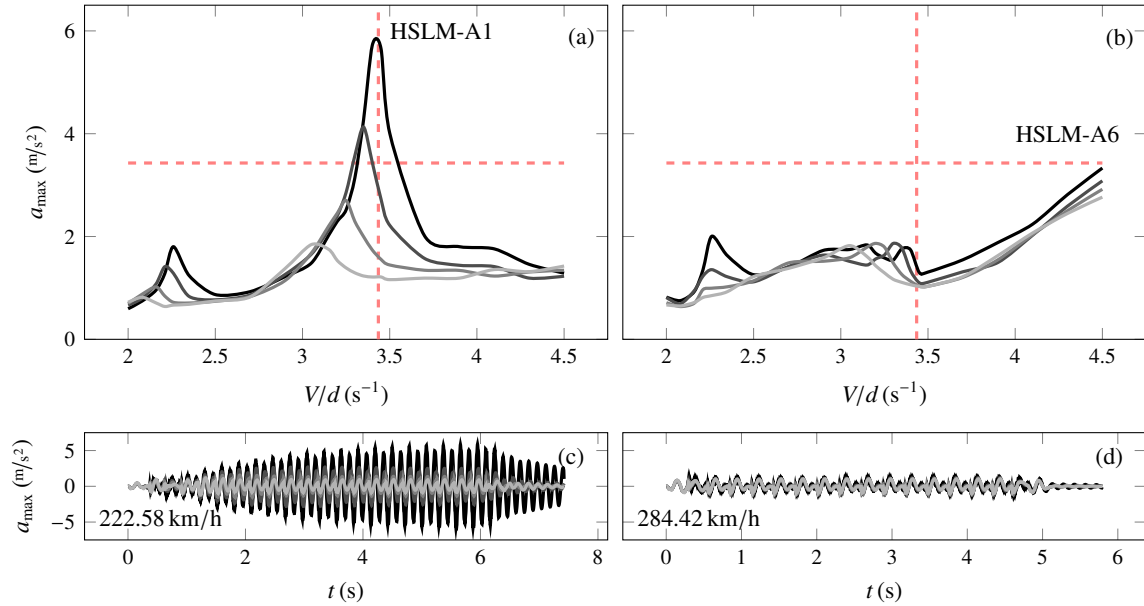 HSLM-A1
(a)
6
4
2
0
a_max (m/s²)
2
2.5
3
3.5
4
4.5
V/d (s⁻¹)
(b)
HSLM-A6
2
2.5
3
3.5
4
4.5
V/d (s⁻¹)
(c)
5
0
−5
a_max (m/s²)
222.58 km/h
0
2
4
6
8
t (s)
(d)
284.42 km/h
0
1
2
3
4
5
6
t (s)